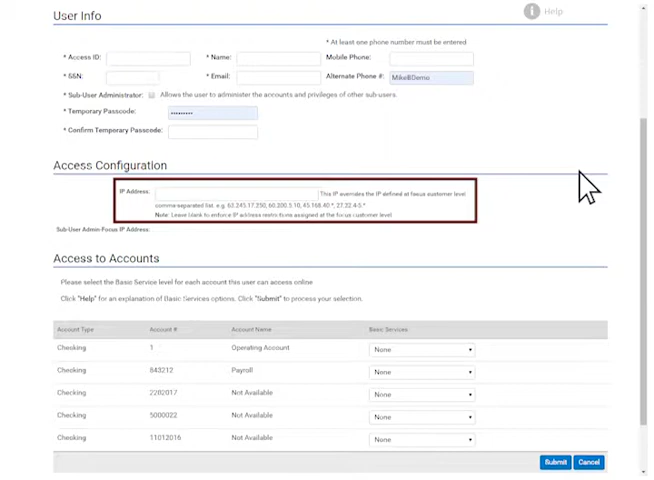 User Info
Help
* At least one phone number must be entered
* Access ID:
* Name:
Mobile Phone:
* SSN:
* Email:
Alternate Phone #: MikeBDemo
* Sub-User Administrator: Allows the user to administer the accounts and privileges of other sub-users.
* Temporary Passcode: •••••••••
* Confirm Temporary Passcode:
Access Configuration
IP Address: This IP overrides the IP defined at focus customer level
comma-separated list. e.g. 63.245.17.250, 60.200.5.10, 45.168.40.*, 27.32.4-5.*
Note: Leave blank to enforce IP address restrictions assigned at the focus customer level
Sub-User Admin Focus IP Address:
Access to Accounts
Please select the Basic Service level for each account this user can access online
Click "Help" for an explanation of Basic Services options. Click "Submit" to process your selection.
Account Type Account # Account Name Basic Services
Checking 1 Operating Account None
Checking 843212 Payroll None
Checking 2202017 Not Available None
Checking 5000022 Not Available None
Checking 11012016 Not Available None
Submit Cancel